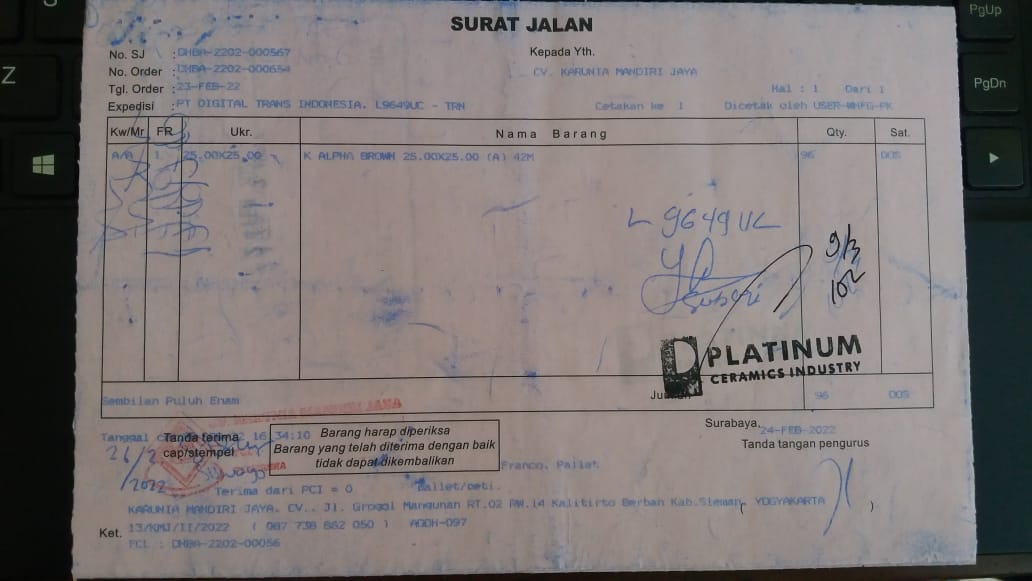 SURAT JALAN
No. SJ : DHBA-2202-000567
Kepada Yth.
No. Order : DHBA-2202-000654
CV. KARUNIA MANDIRI JAYA
Tgl. Order : 23-FEB-22
Hal : 1 Dari 1
Expedisi : PT DIGITAL TRANS INDONESIA. L9649UC - TRN
Cetakan ke 1 Dicetak oleh USER-WHFG-PK
Kw/Mr FR Ukr. Nama Barang Qty. Sat.
A/A 1 25.00X25.00 K ALPHA BROWN 25.00X25.00 (A) 42M 96 DOS
L 9649 UL
9/3
102
Suberi
PLATINUM
CERAMICS INDUSTRY
Sembilan Puluh Enam 96 DOS
Surabaya, 24-FEB-2022
Tanggal 16:34:10
Tanda terima
cap/stempel
Barang harap diperiksa
Barang yang telah diterima dengan baik
tidak dapat dikembalikan
Tanda tangan pengurus
26/2
/2022
Franco, Pallet
Terima dari PCI = 0 Pallet/peti.
KARUNIA MANDIRI JAYA. CV.. Jl. Grogol Mangunan RT.02 RW.14 Kalitirto Berbah Kab.Sleman, YOGYAKARTA
( )
Ket. 13/KMJ/II/2022 ( 087 738 862 050 ) AODH-097
PCI : DHBA-2202-00056